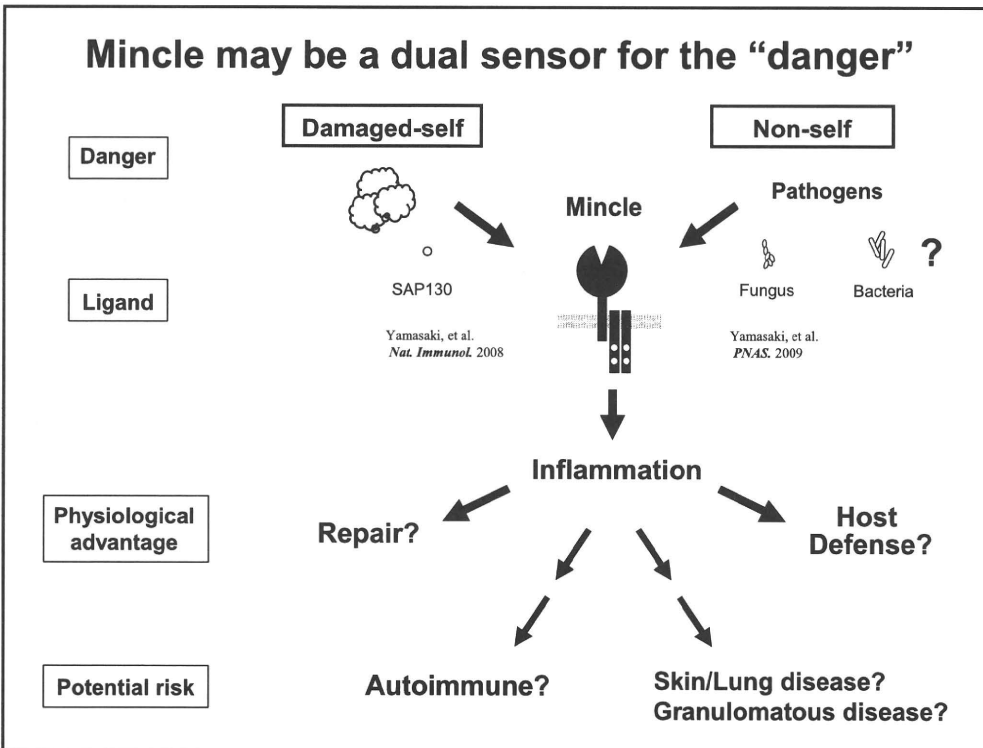 Mincle may be a dual sensor for the “danger”
Damaged-self
Non-self
Danger
Mincle
Pathogens
?
Ligand
SAP130
Fungus
Bacteria
Yamasaki, et al.
Nat. Immunol. 2008
Yamasaki, et al.
PNAS. 2009
Inflammation
Physiological
advantage
Repair?
Host
Defense?
Potential risk
Autoimmune?
Skin/Lung disease?
Granulomatous disease?